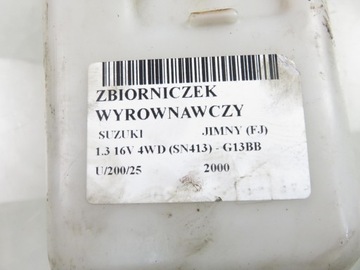 ZBIORNICZEK
WYROWNAWCZY
SUZUKI JIMNY (FJ)
1.3 16V 4WD (SN413) - G13BB
U/200/25 2000